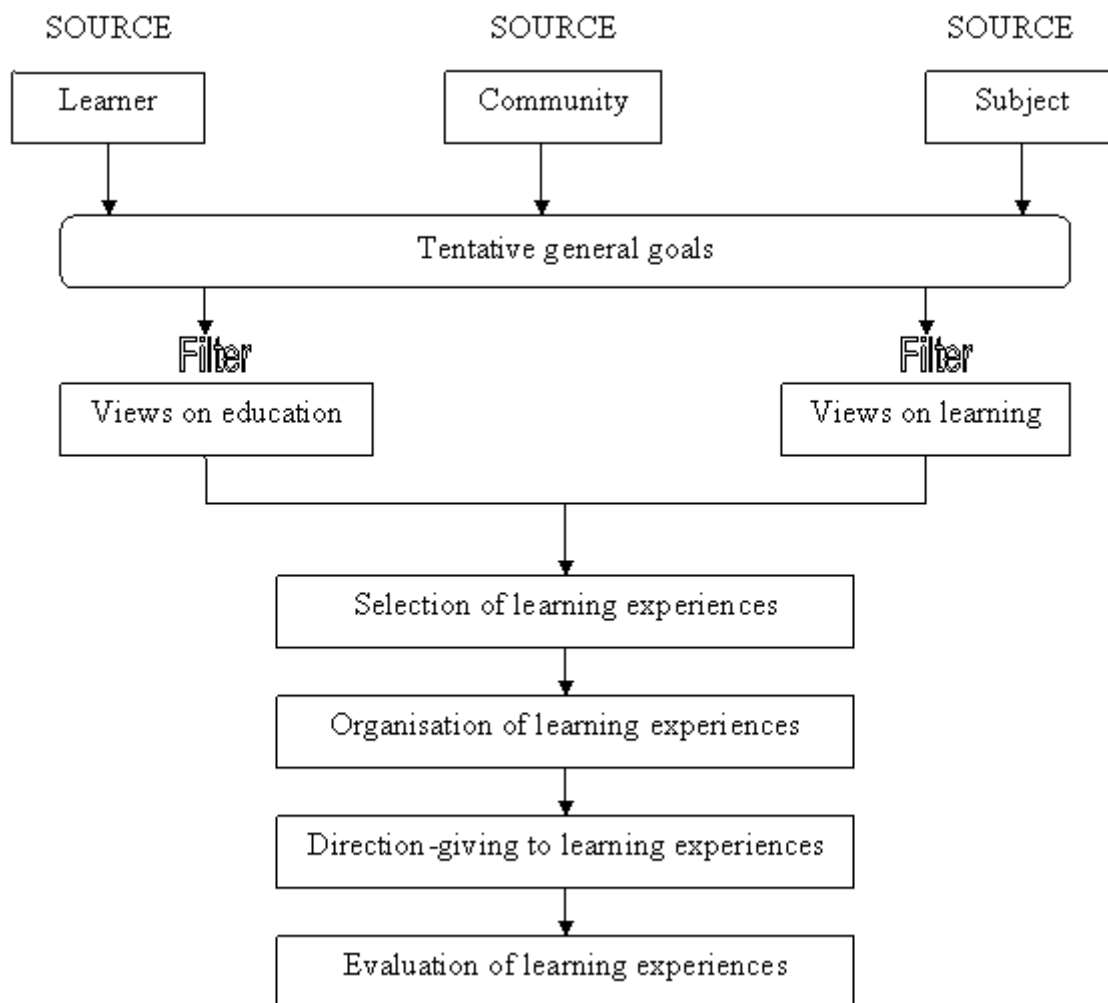 SOURCE SOURCE SOURCE
Learner Community Subject
Tentative general goals
Filter Filter
Views on education Views on learning
Selection of learning experiences
Organisation of learning experiences
Direction-giving to learning experiences
Evaluation of learning experiences